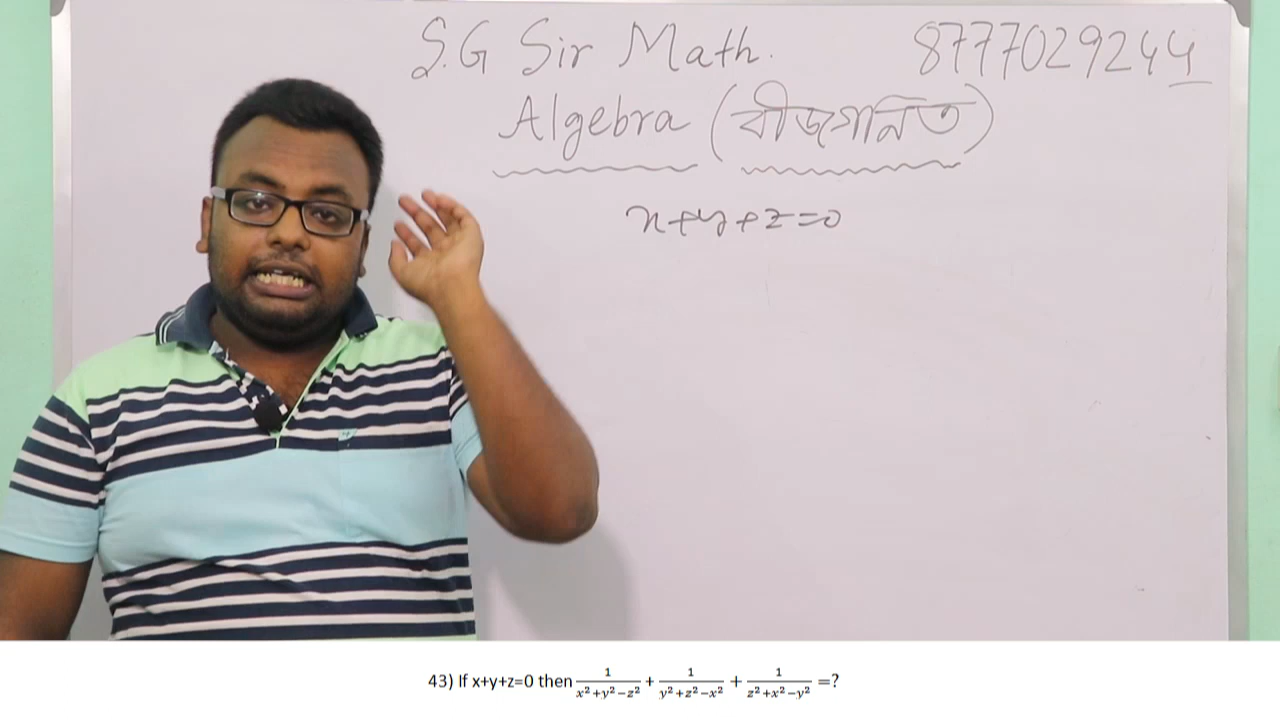 S.G Sir Math. 8777029244
Algebra (বীজগনিত)
x+y+z=0
43) If x+y+z=0 then 1/(x²+y²−z²) + 1/(y²+z²−x²) + 1/(z²+x²−y²) =?